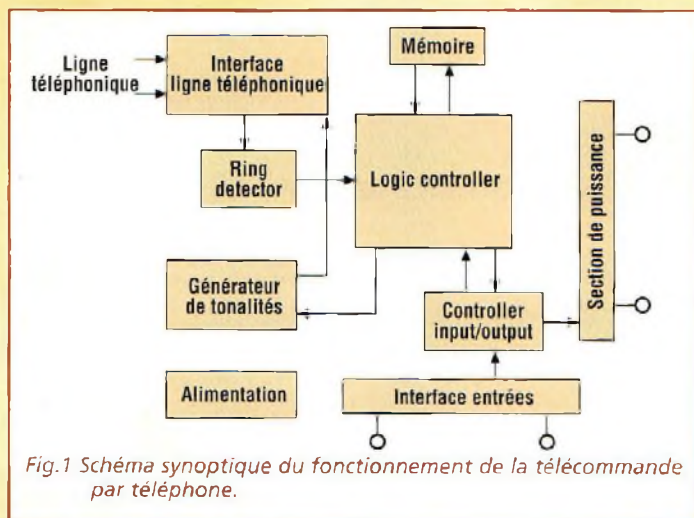 Ligne
téléphonique
Interface
ligne téléphonique
Mémoire
Ring
detector
Logic controller
Section de puissance
Générateur
de tonalités
Controller
input/output
Alimentation
Interface entrées
Fig.1 Schéma synoptique du fonctionnement de la télécommande
par téléphone.